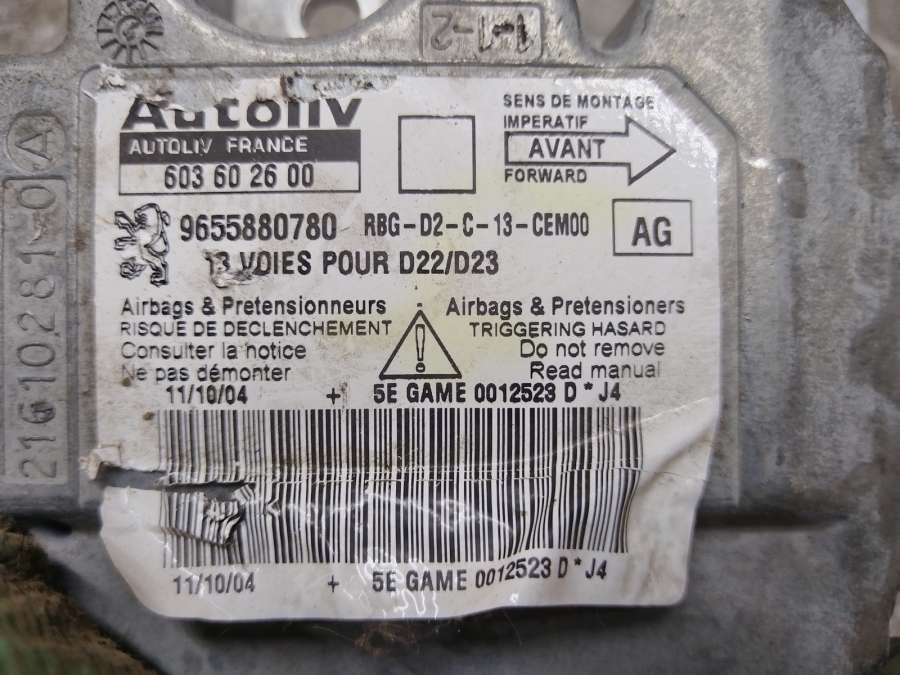 1-1-2
Autoliv
AUTOLIV FRANCE
603 60 26 00
SENS DE MONTAGE
IMPERATIF
AVANT
FORWARD
9655880780 RBG-D2-C-13-CEM00
AG
13 VOIES POUR D22/D23
Airbags & Pretensionneurs
RISQUE DE DECLENCHEMENT
Consulter la notice
Ne pas démonter
Airbags & Pretensioners
TRIGGERING HASARD
Do not remove
Read manual
!
11/10/04 + 5E GAME 0012523 D * J4
11/10/04 + 5E GAME 0012523 D * J4
21610281-0 A